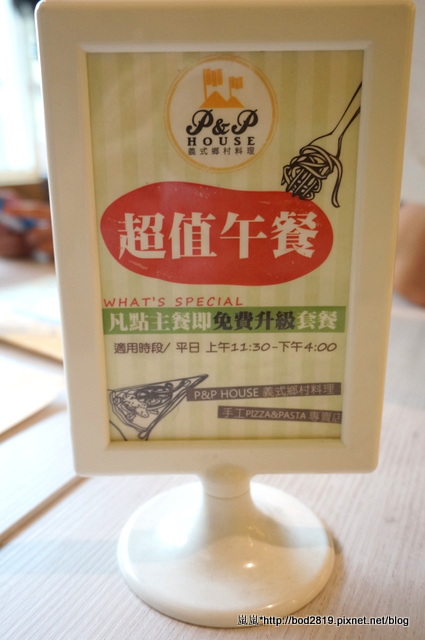 P&P
HOUSE
義式鄉村料理
超值午餐
WHAT'S SPECIAL
凡點主餐即免費升級套餐
適用時段/ 平日 上午11:30-下午4:00
P&P HOUSE 義式鄉村料理
手工PIZZA&PASTA 專賣店
嵐嵐*http://bod2819.pixnet.net/blog